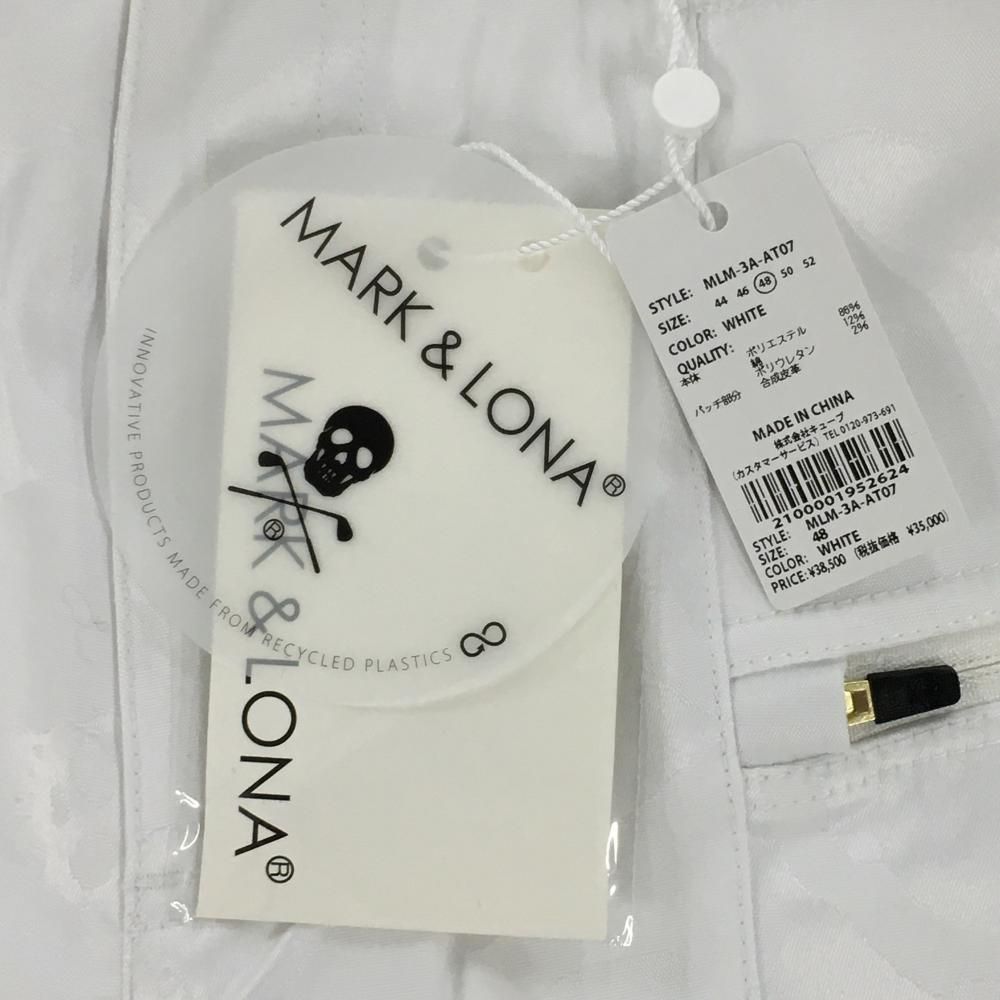 MARK & LONA®
INNOVATIVE PRODUCTS MADE FROM RECYCLED PLASTICS
MARK & LONA®
®
STYLE: MLM-3A-AT07
SIZE: 44 46 48 50 52
COLOR: WHITE
QUALITY:
本体 ポリエステル 88%
綿 12%
ポリウレタン 2%
パッチ部分 合成皮革
MADE IN CHINA
株式会社キューブ
(カスタマーサービス) TEL 0120-973-691
2100001952624
STYLE: MLM-3A-AT07
SIZE: 48
COLOR: WHITE
PRICE: ¥38,500 (税抜価格 ¥35,000)